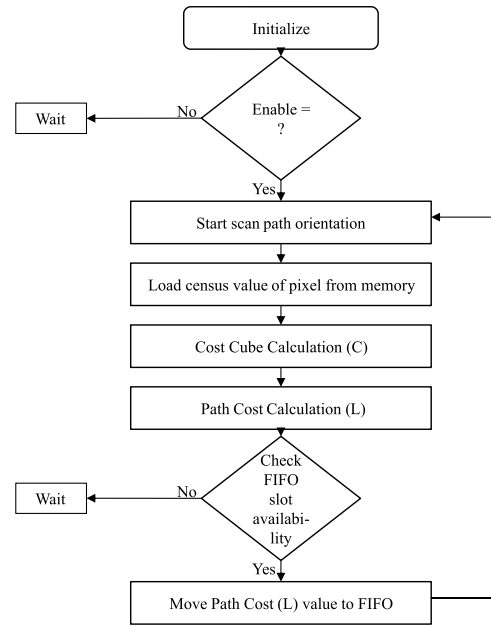 Initialize
Enable =
?
No
Wait
Yes
Start scan path orientation
Load census value of pixel from memory
Cost Cube Calculation (C)
Path Cost Calculation (L)
Check
FIFO
slot
availabi-
lity
No
Wait
Yes
Move Path Cost (L) value to FIFO